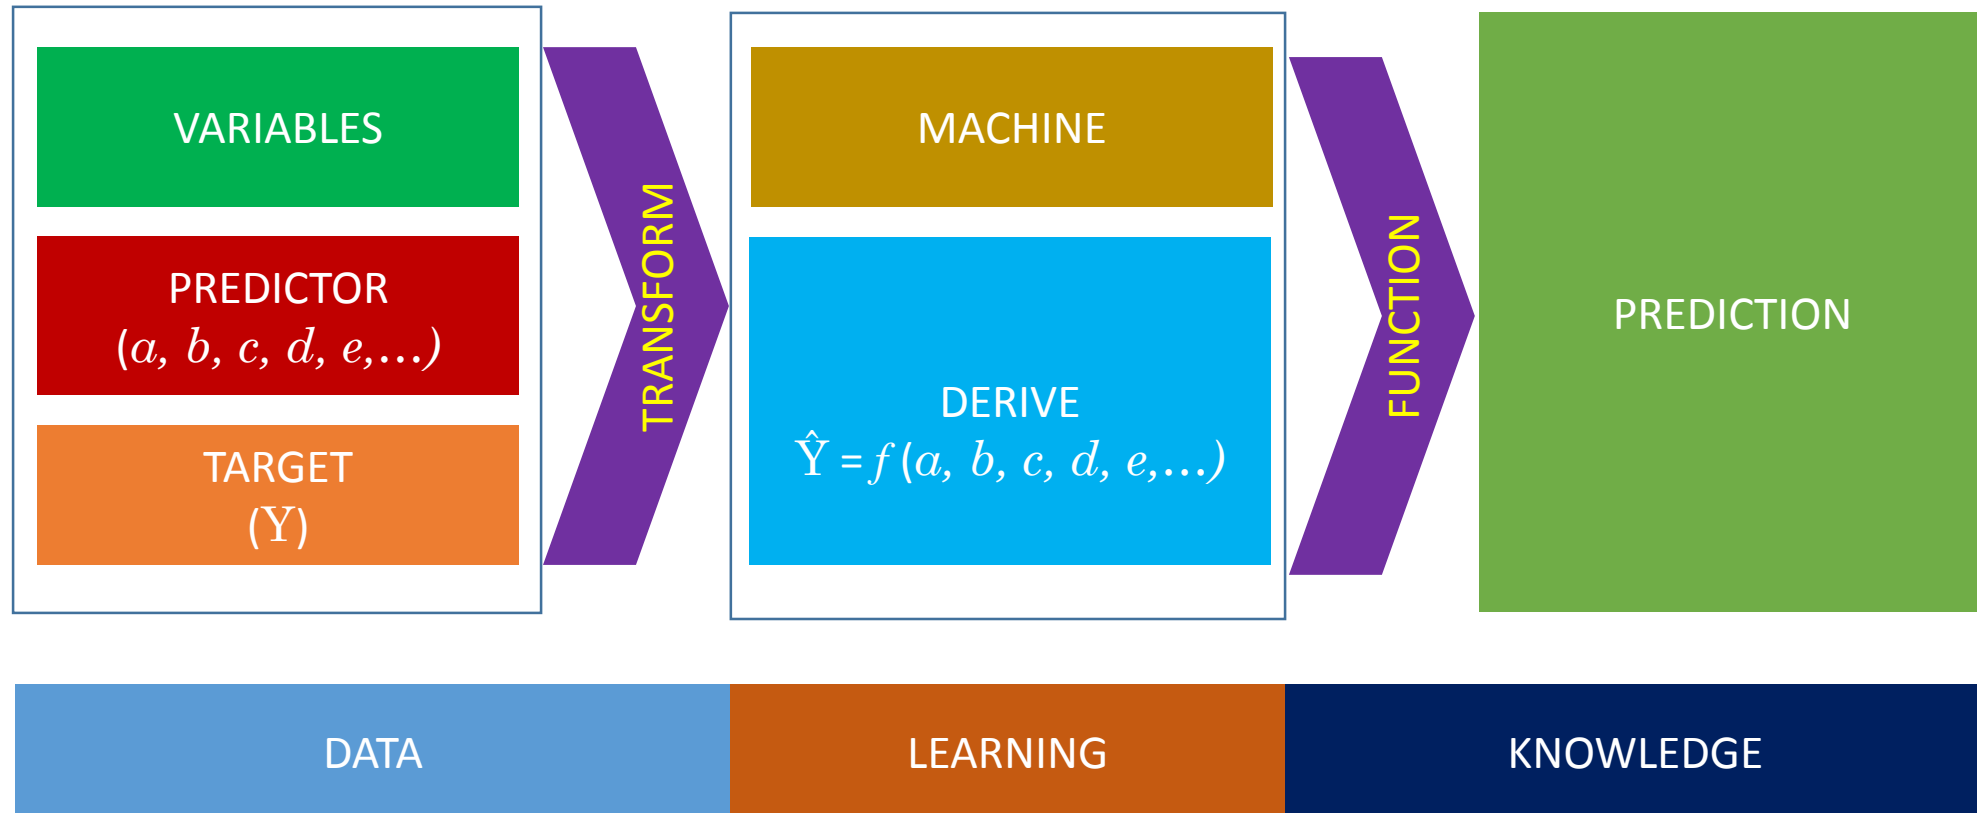 VARIABLES
PREDICTOR
(a, b, c, d, e,...)
TARGET
(Y)
TRANSFORM
MACHINE
DERIVE
Ŷ = f (a, b, c, d, e,...)
FUNCTION
PREDICTION
DATA
LEARNING
KNOWLEDGE